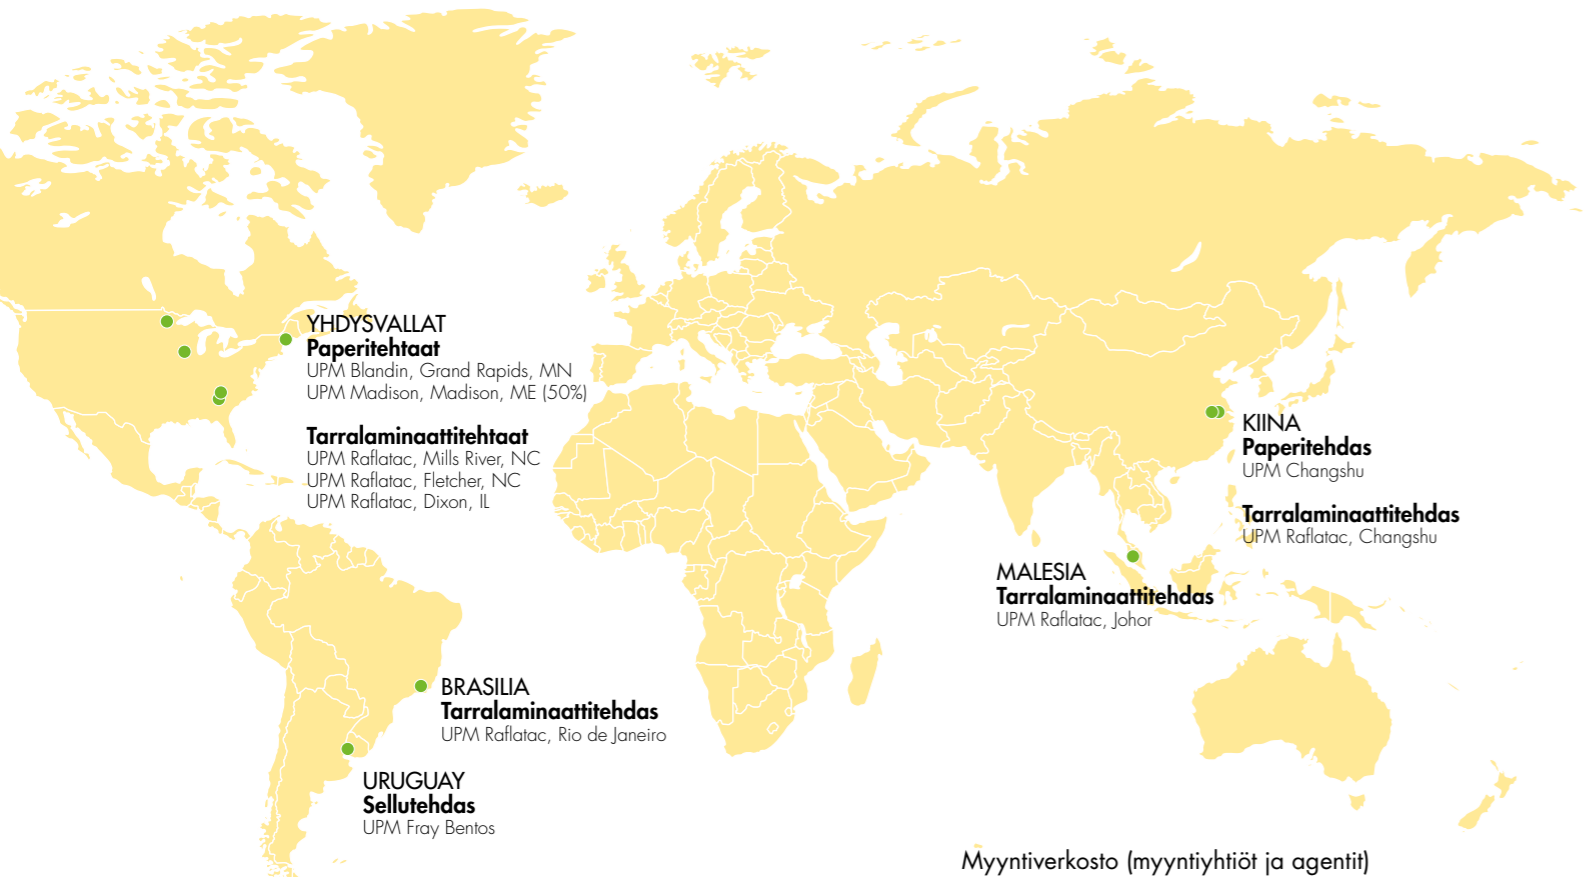 YHDYSVALLAT
Paperitehtaat
UPM Blandin, Grand Rapids, MN
UPM Madison, Madison, ME (50%)
Tarralaminaattitehtaat
UPM Raflatac, Mills River, NC
UPM Raflatac, Fletcher, NC
UPM Raflatac, Dixon, IL
KIINA
Paperitehdas
UPM Changshu
Tarralaminaattitehdas
UPM Raflatac, Changshu
MALESIA
Tarralaminaattitehdas
UPM Raflatac, Johor
BRASILIA
Tarralaminaattitehdas
UPM Raflatac, Rio de Janeiro
URUGUAY
Sellutehdas
UPM Fray Bentos
Myyntiverkosto (myyntiyhtiöt ja agentit)